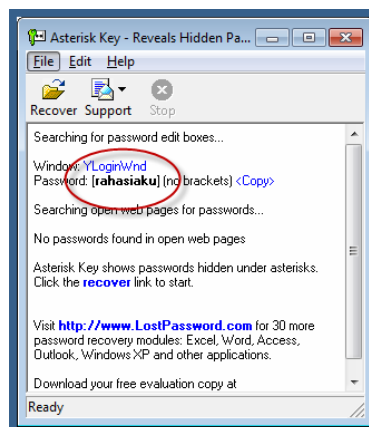 Asterisk Key - Reveals Hidden Pa...
File Edit Help
Recover Support Stop
Searching for password edit boxes...
Window: YLoginWnd
Password: [rahasiaku] (no brackets) <Copy>
Searching open web pages for passwords...
No passwords found in open web pages
Asterisk Key shows passwords hidden under asterisks.
Click the recover link to start.
Visit http://www.LostPassword.com for 30 more
password recovery modules: Excel, Word, Access,
Outlook, Windows XP and other applications.
Download your free evaluation copy at
Ready